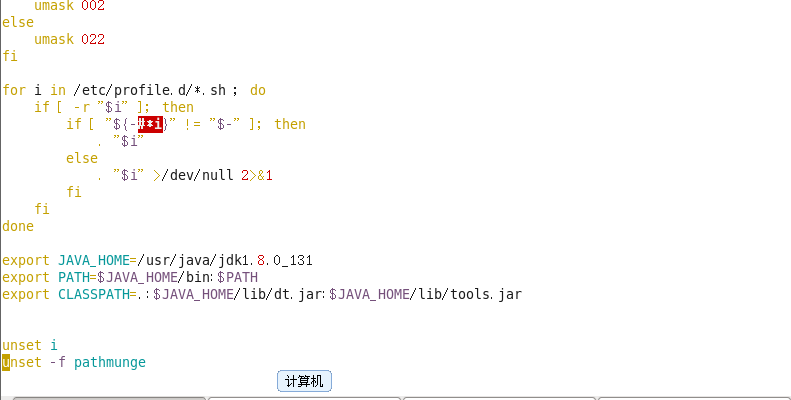 umask 002
else
    umask 022
fi
for i in /etc/profile.d/*.sh ; do
    if [ -r "$i" ]; then
        if [ "${-#*i}" != "$-" ]; then
            . "$i"
        else
            . "$i" >/dev/null 2>&1
        fi
    fi
done
export JAVA_HOME=/usr/java/jdk1.8.0_131
export PATH=$JAVA_HOME/bin:$PATH
export CLASSPATH=.:$JAVA_HOME/lib/dt.jar:$JAVA_HOME/lib/tools.jar
unset i
unset -f pathmunge
计算机